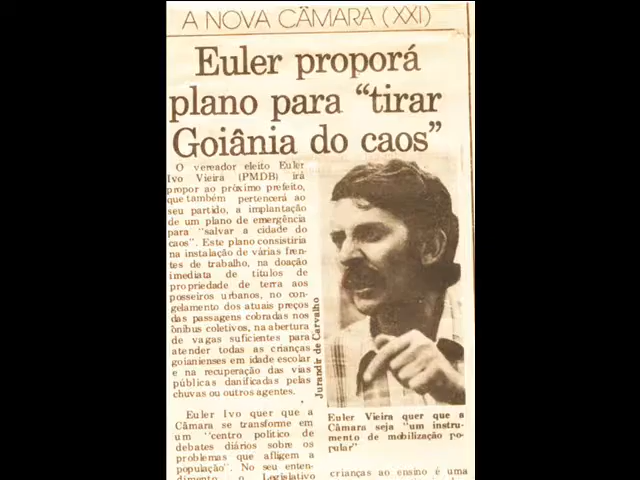 A NOVA CÂMARA (XXI)
Euler proporá
plano para “tirar
Goiânia do caos”
O vereador eleito Euler
Ivo Vieira (PMDB) irá
propor ao próximo prefeito,
que também pertencerá ao
seu partido, a implantação
de um plano de emergência
para “salvar a cidade do
caos”. Este plano consistiria
na instalação de várias fren-
tes de trabalho, na doação
imediata de títulos de
propriedade de terra aos
posseiros urbanos, no con-
gelamento dos atuais preços
das passagens cobradas nos
ônibus coletivos, na abertura
de vagas suficientes para
atender todas as crianças
goianienses em idade escolar
e na recuperação das vias
públicas danificadas pelas
chuvas ou outros agentes.
Euler Ivo quer que a
Câmara se transforme em
um “centro político de
debates diários sobre os
problemas que afligem a
população”. No seu enten-
dimento o Legislativo
Jurandir de Carvalho
Euler Vieira quer que a
Câmara seja “um instru-
mento de mobilização po-
pular”
crianças ao ensino é uma